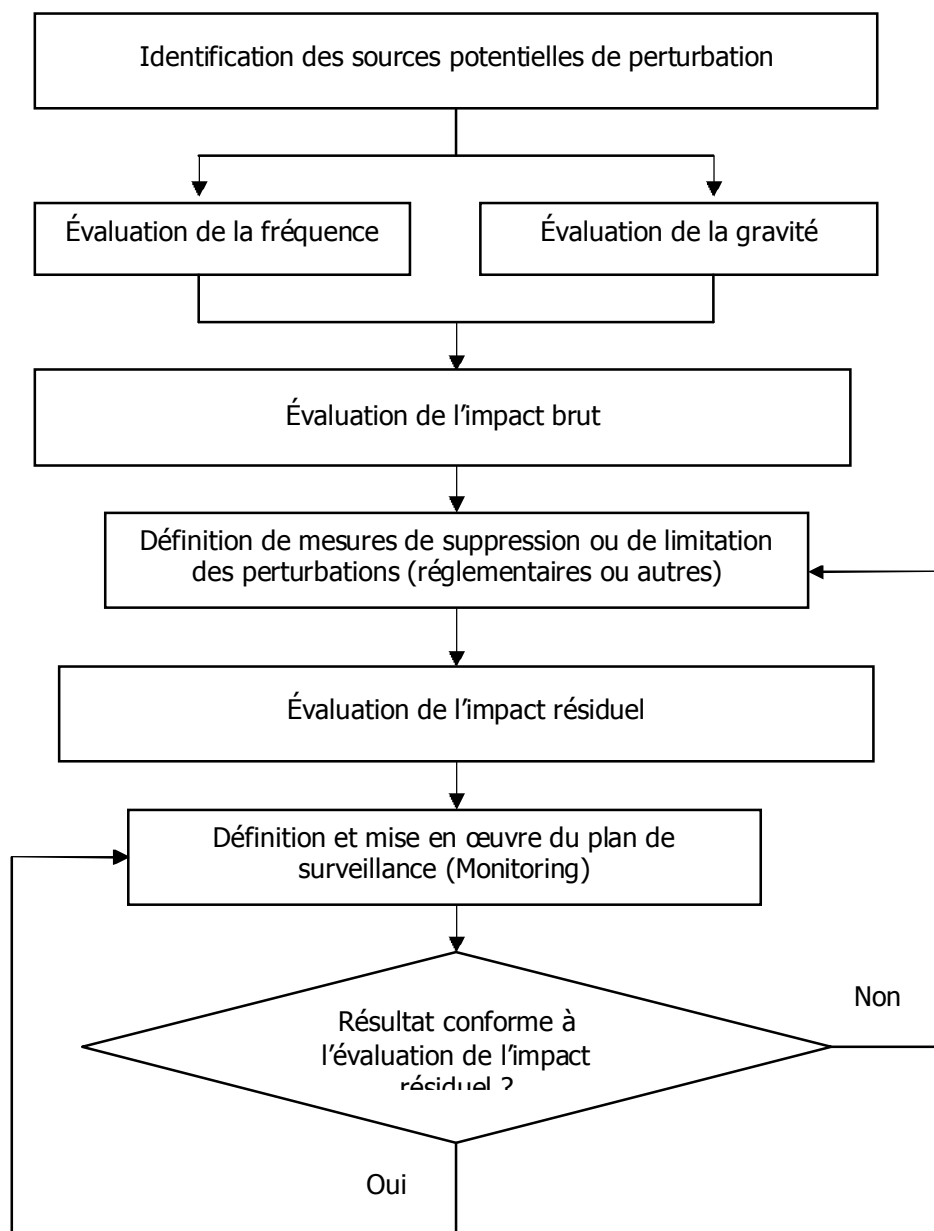 Identification des sources potentielles de perturbation
Évaluation de la fréquence
Évaluation de la gravité
Évaluation de l'impact brut
Définition de mesures de suppression ou de limitation
des perturbations (réglementaires ou autres)
Évaluation de l'impact résiduel
Définition et mise en œuvre du plan de
surveillance (Monitoring)
Résultat conforme à
l'évaluation de l'impact
résiduel ?
Non
Oui